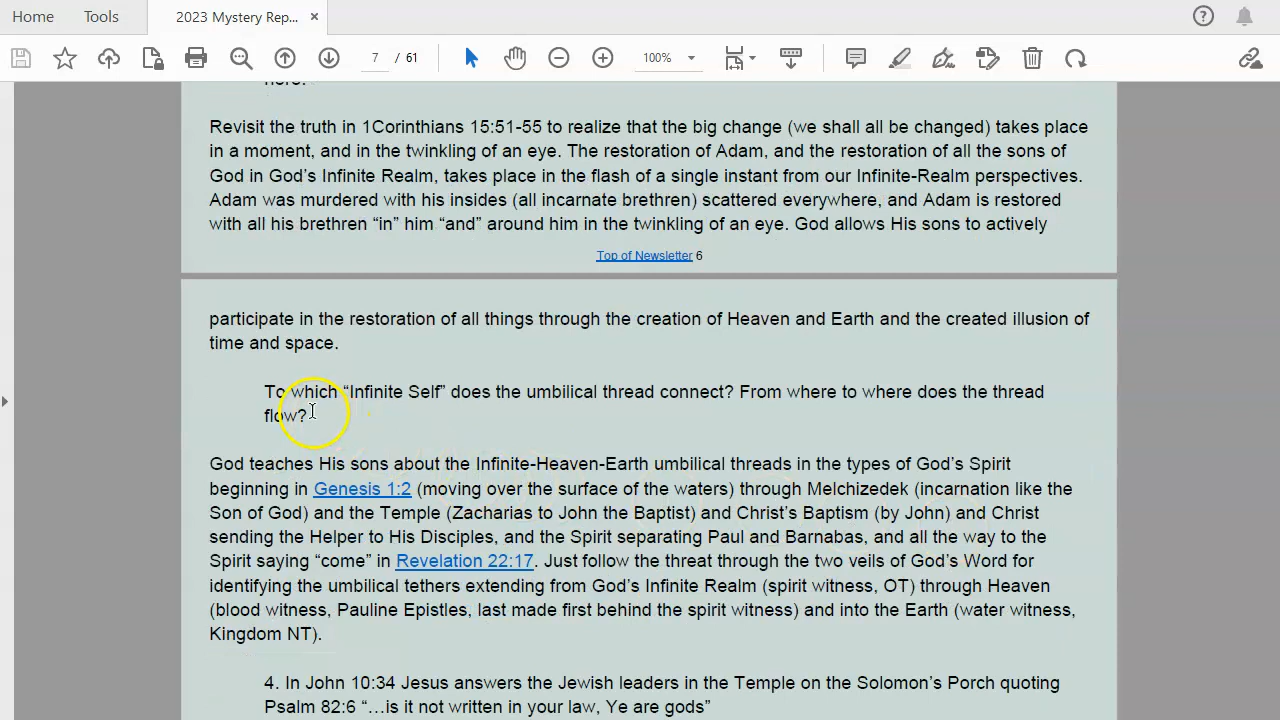 Home
Tools
2023 Mystery Rep...
7 / 61
100%
here.
Revisit the truth in 1Corinthians 15:51-55 to realize that the big change (we shall all be changed) takes place
in a moment, and in the twinkling of an eye. The restoration of Adam, and the restoration of all the sons of
God in God’s Infinite Realm, takes place in the flash of a single instant from our Infinite-Realm perspectives.
Adam was murdered with his insides (all incarnate brethren) scattered everywhere, and Adam is restored
with all his brethren “in” him “and” around him in the twinkling of an eye. God allows His sons to actively
Top of Newsletter 6
participate in the restoration of all things through the creation of Heaven and Earth and the created illusion of
time and space.
To which “Infinite Self” does the umbilical thread connect? From where to where does the thread
flow?
God teaches His sons about the Infinite-Heaven-Earth umbilical threads in the types of God’s Spirit
beginning in Genesis 1:2 (moving over the surface of the waters) through Melchizedek (incarnation like the
Son of God) and the Temple (Zacharias to John the Baptist) and Christ’s Baptism (by John) and Christ
sending the Helper to His Disciples, and the Spirit separating Paul and Barnabas, and all the way to the
Spirit saying “come” in Revelation 22:17. Just follow the threat through the two veils of God’s Word for
identifying the umbilical tethers extending from God’s Infinite Realm (spirit witness, OT) through Heaven
(blood witness, Pauline Epistles, last made first behind the spirit witness) and into the Earth (water witness,
Kingdom NT).
4. In John 10:34 Jesus answers the Jewish leaders in the Temple on the Solomon’s Porch quoting
Psalm 82:6 “…is it not written in your law, Ye are gods”